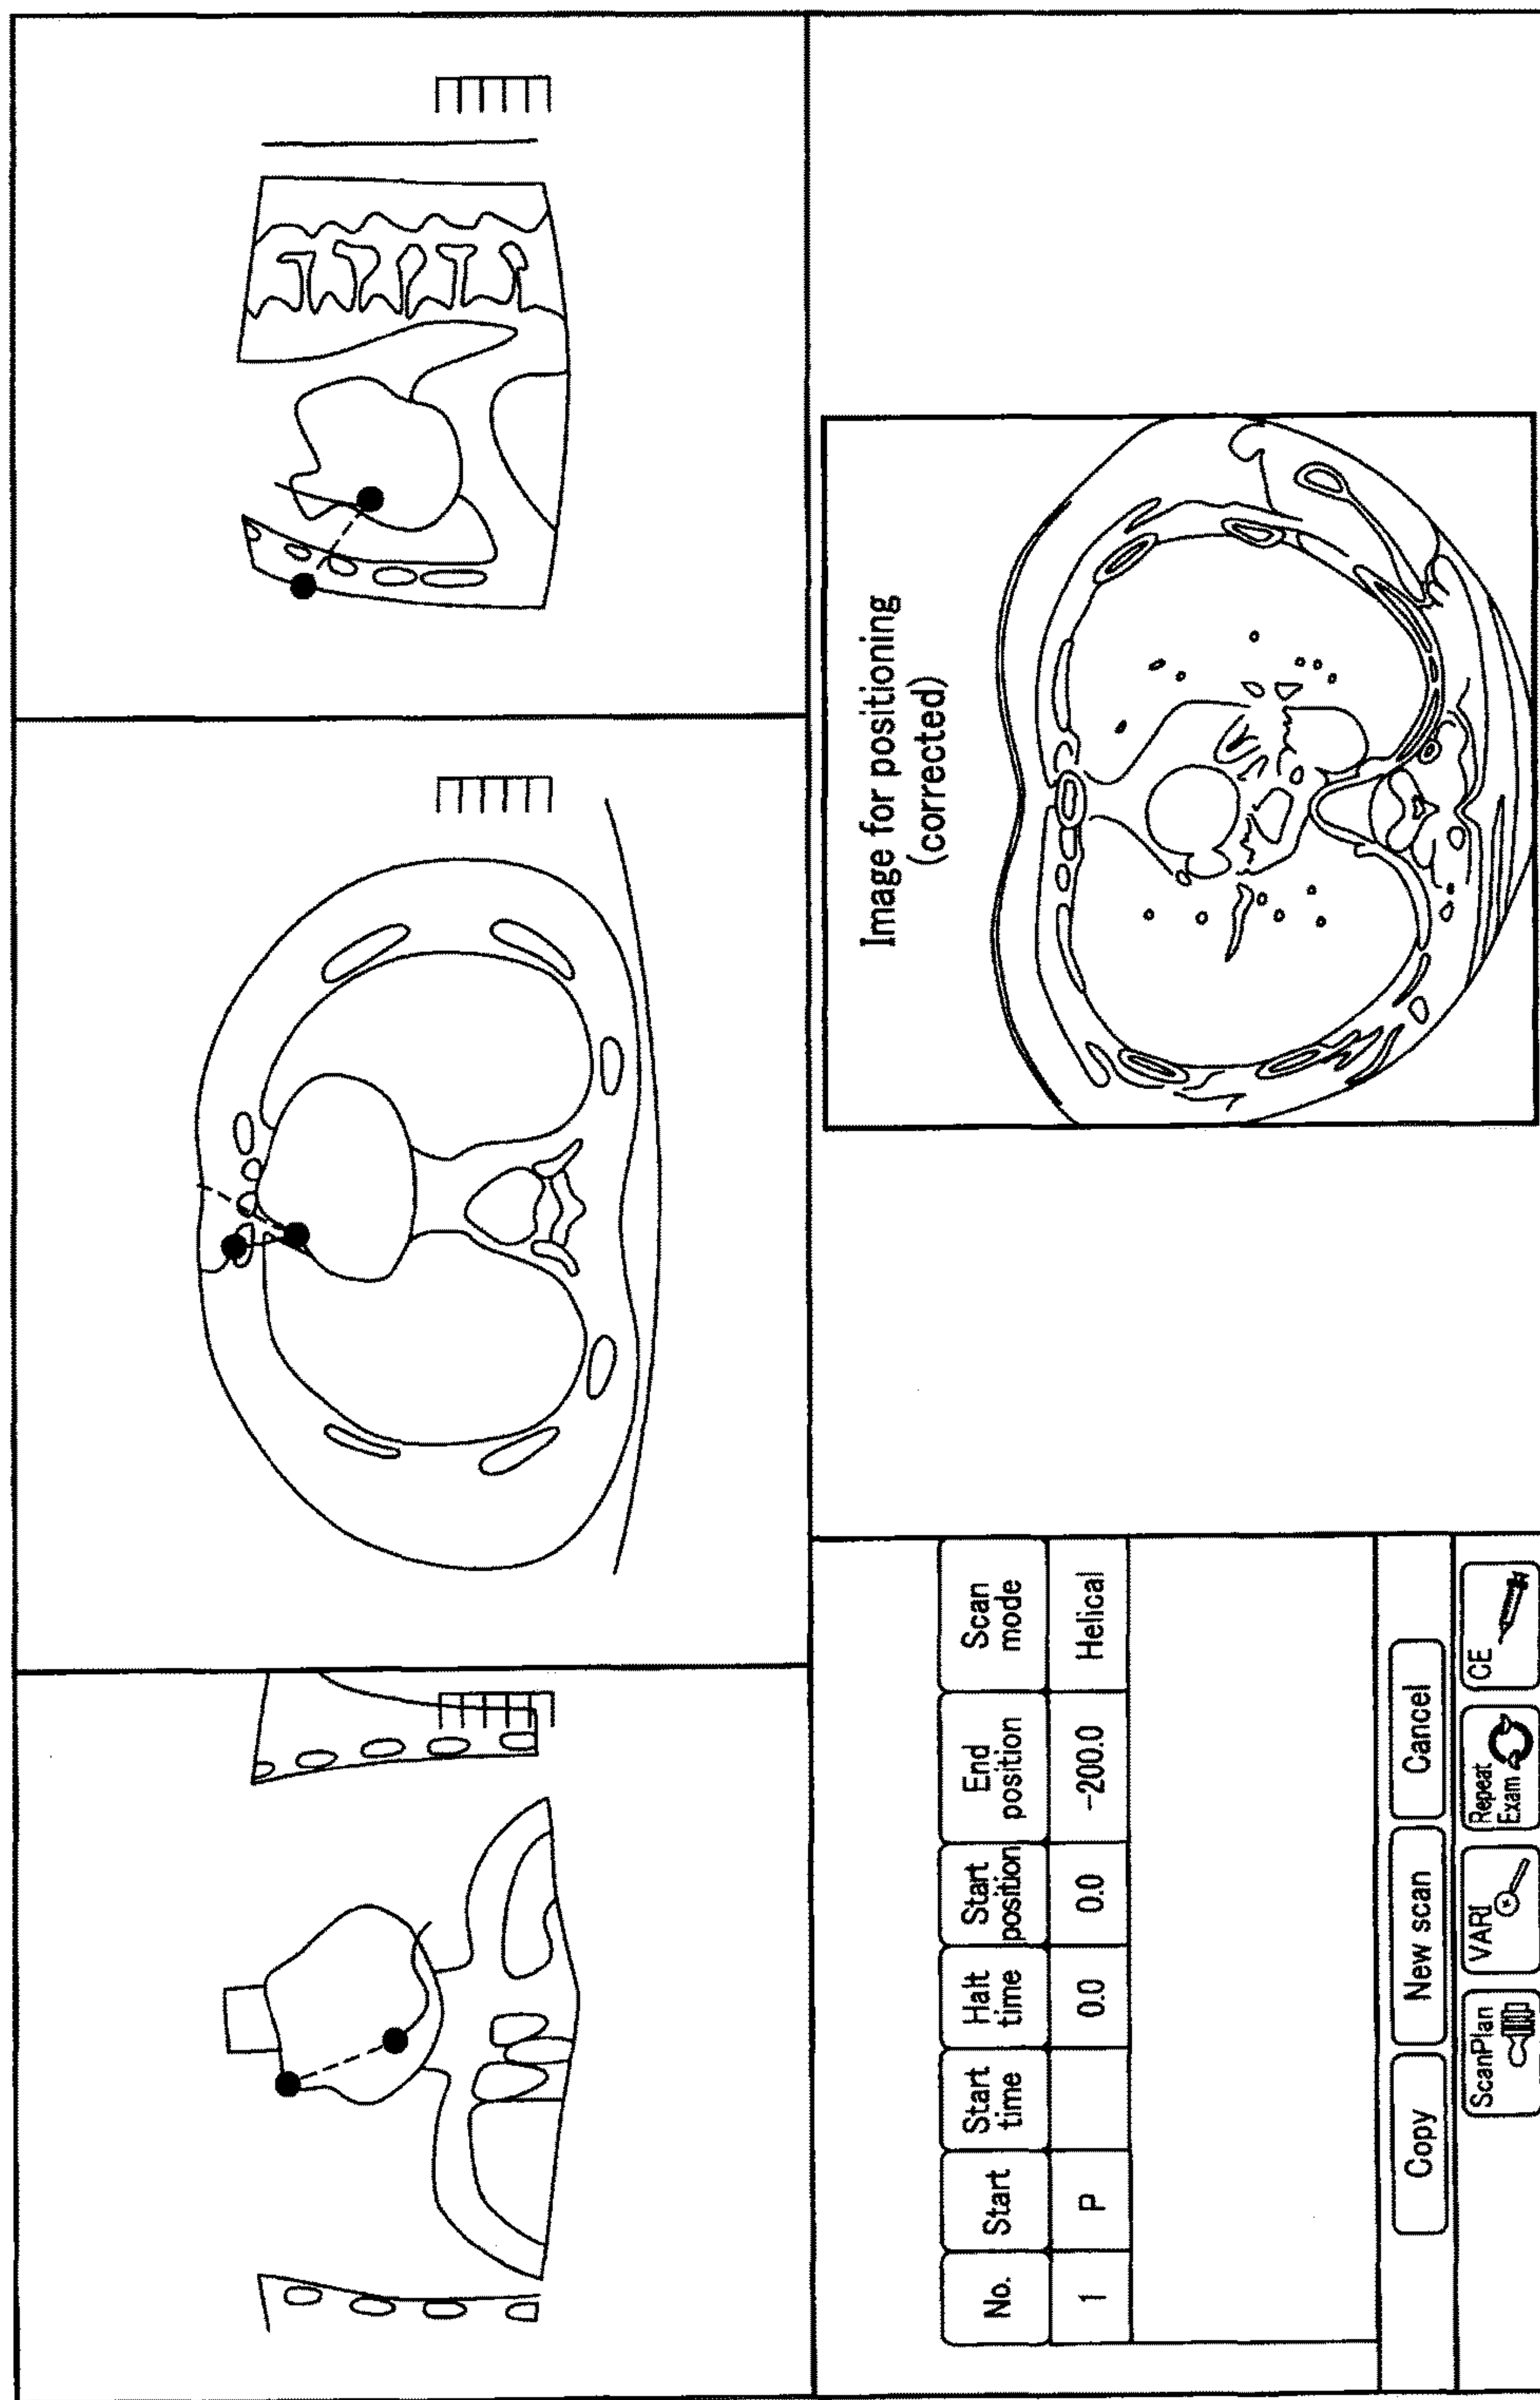 Image for positioning
(corrected)
No.
Start
Start
time
Halt
time
Start
position
End
position
Scan
mode
1
P
0.0
0.0
-200.0
Helical
Copy
New scan
Cancel
ScanPlan
VARI
Repeat
Exam
CE